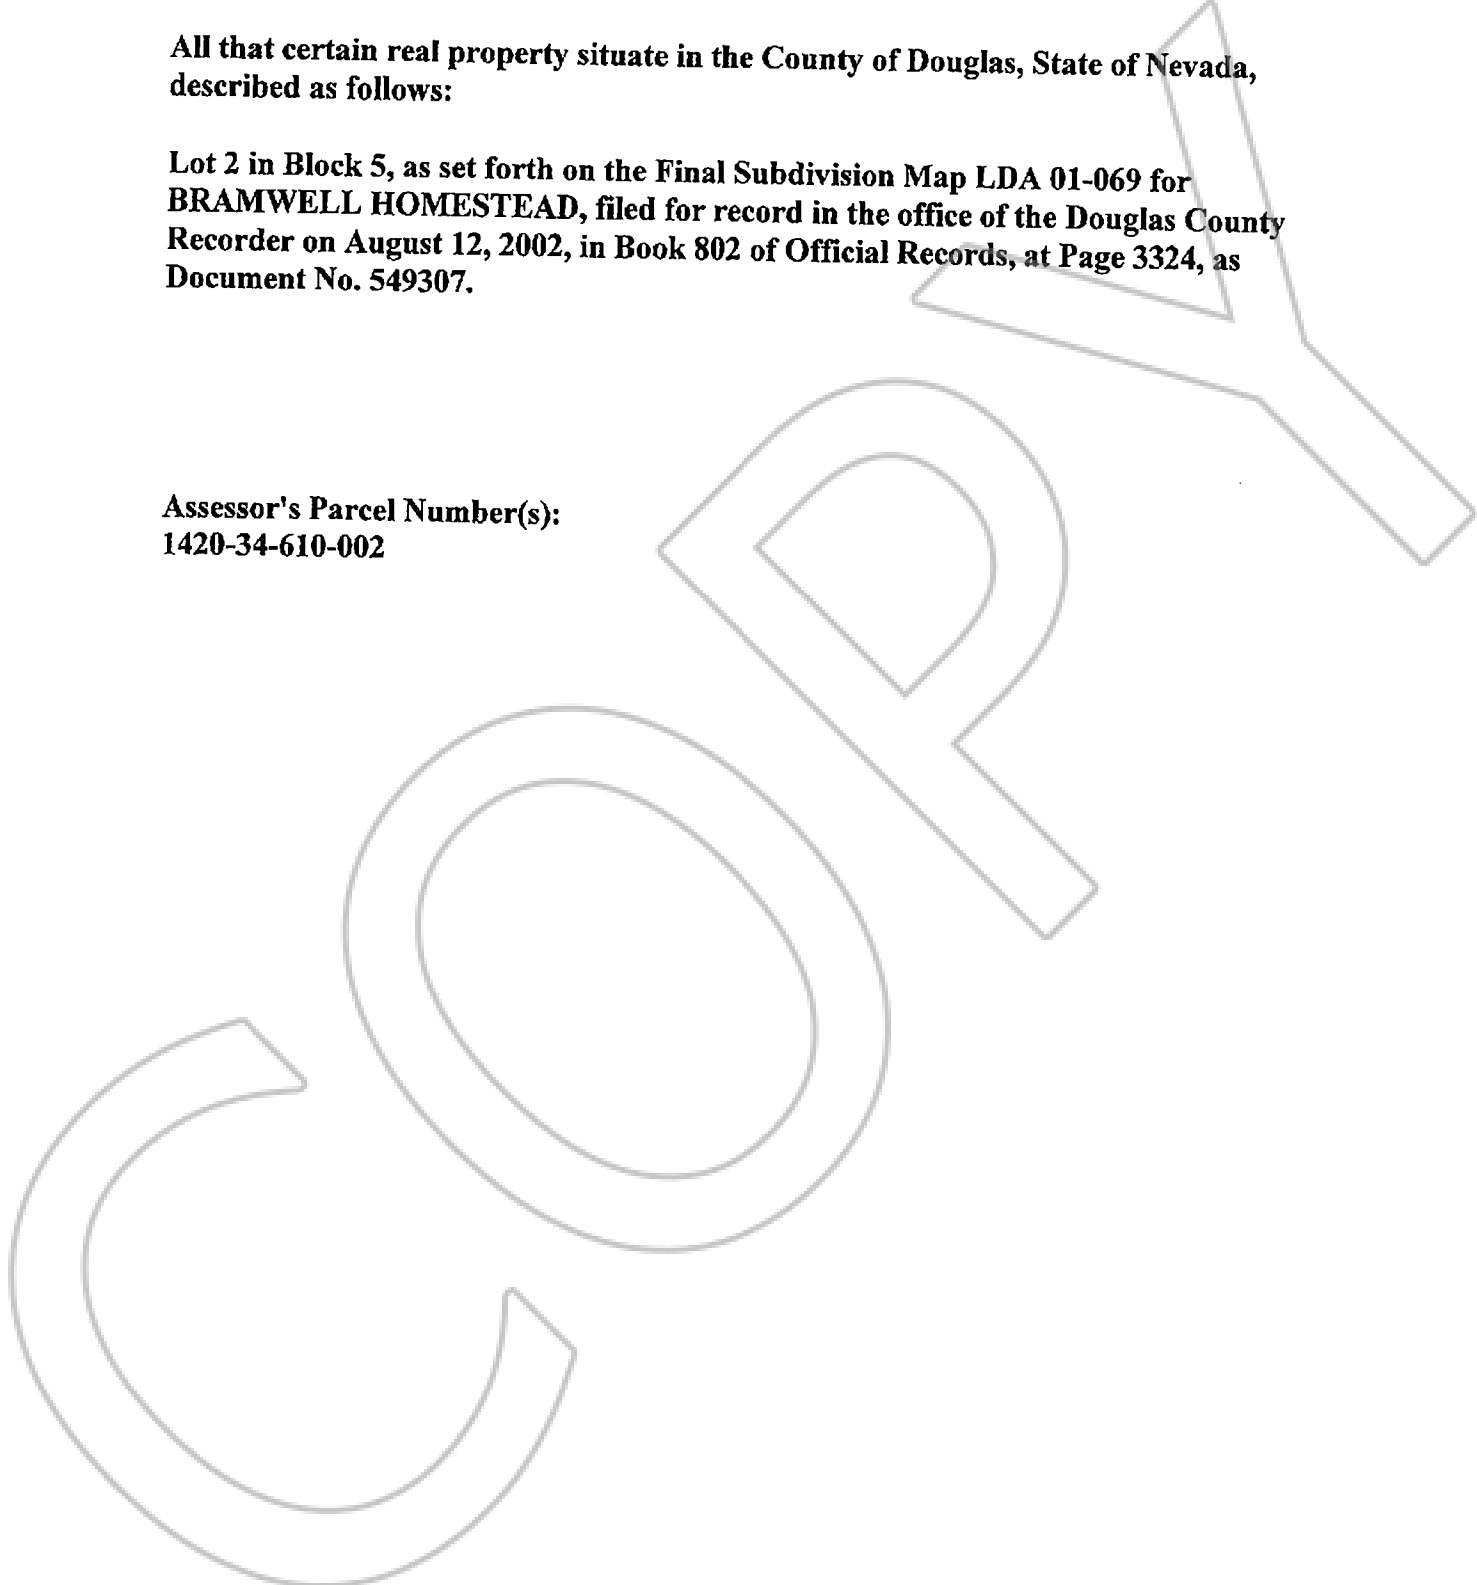 All that certain real property situate in the County of Douglas, State of Nevada,
described as follows:
Lot 2 in Block 5, as set forth on the Final Subdivision Map LDA 01-069 for
BRAMWELL HOMESTEAD, filed for record in the office of the Douglas County
Recorder on August 12, 2002, in Book 802 of Official Records, at Page 3324, as
Document No. 549307.
Assessor's Parcel Number(s):
1420-34-610-002
COPY